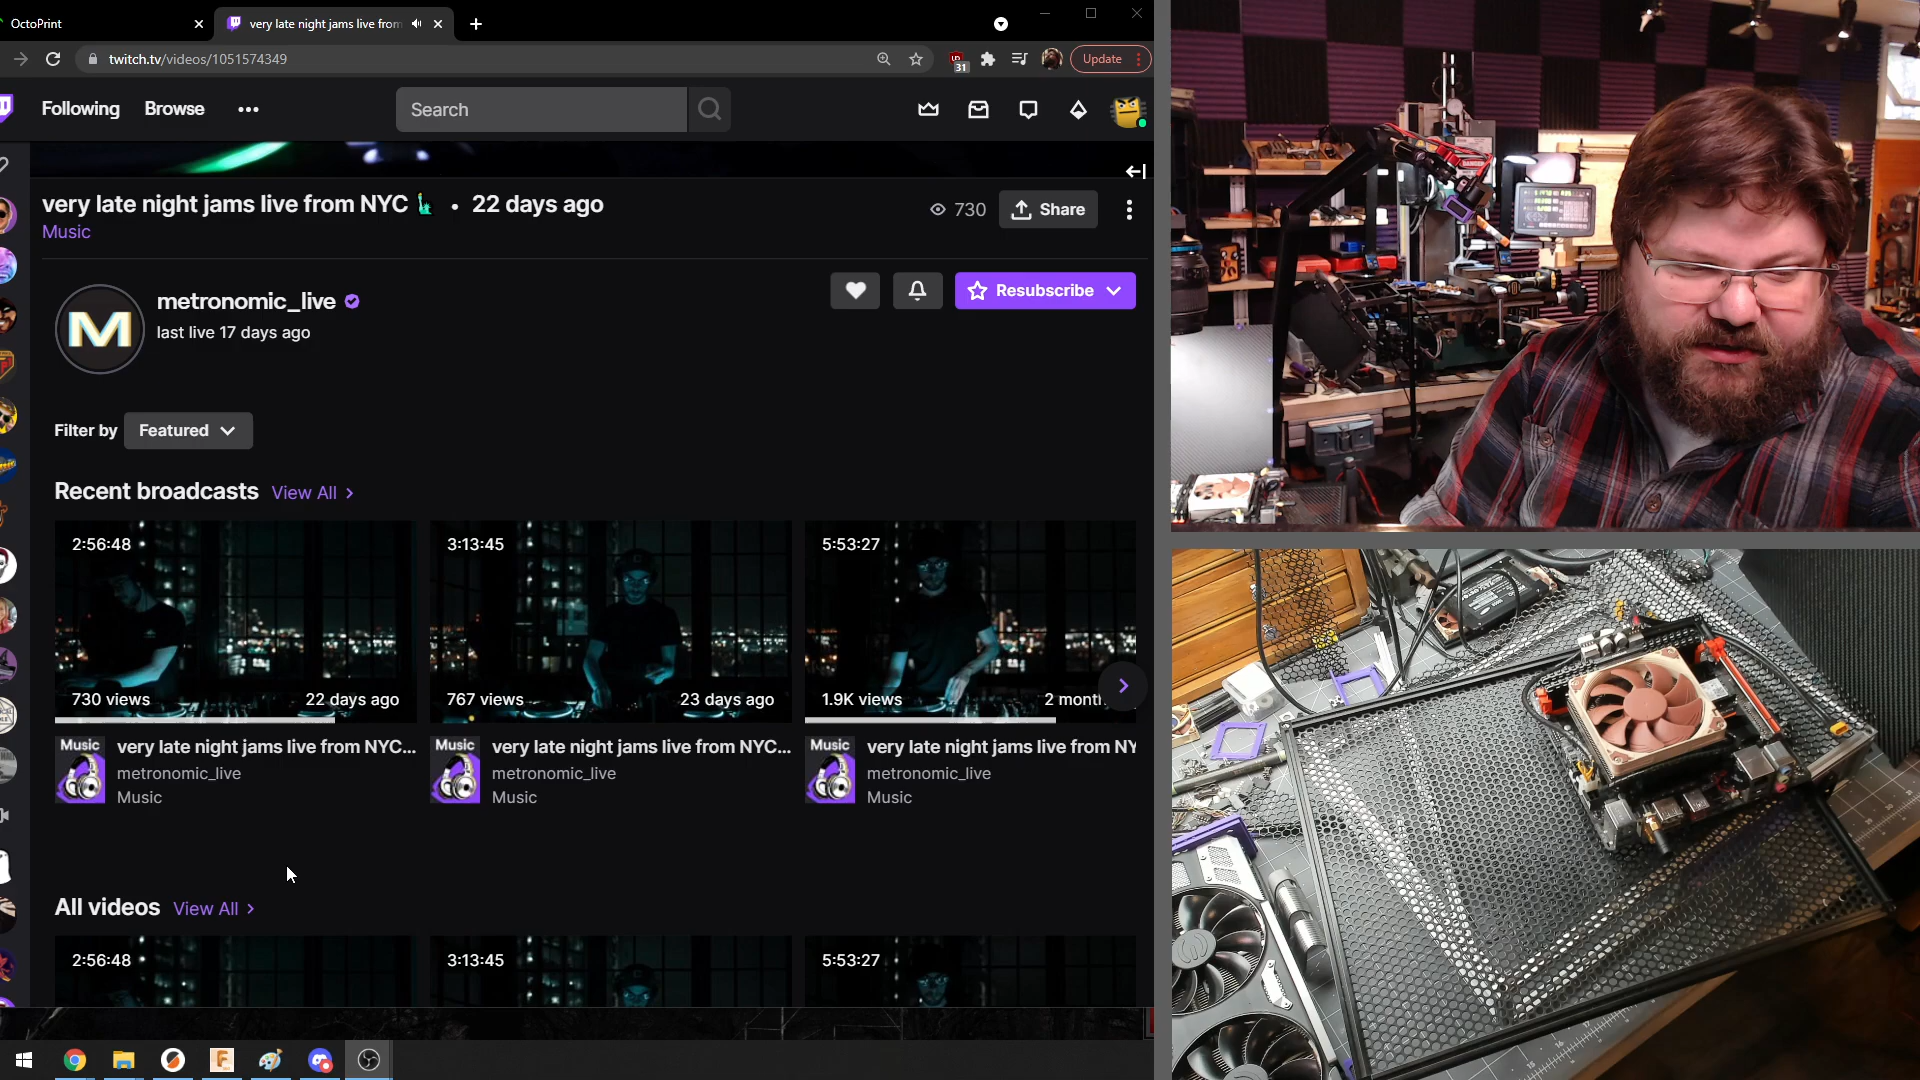 OctoPrint
very late night jams live from
twitch.tv/videos/1051574349
31
Update
Following
Browse
Search
very late night jams live from NYC • 22 days ago
730
Share
Music
metronomic_live
last live 17 days ago
Resubscribe
M
Filter by
Featured
Recent broadcasts
View All
2:56:48
730 views
22 days ago
3:13:45
767 views
23 days ago
5:53:27
1.9K views
2 mont
Music
very late night jams live from NYC...
metronomic_live
Music
Music
very late night jams live from NYC...
metronomic_live
Music
Music
very late night jams live from NY
metronomic_live
Music
All videos
View All
2:56:48
3:13:45
5:53:27